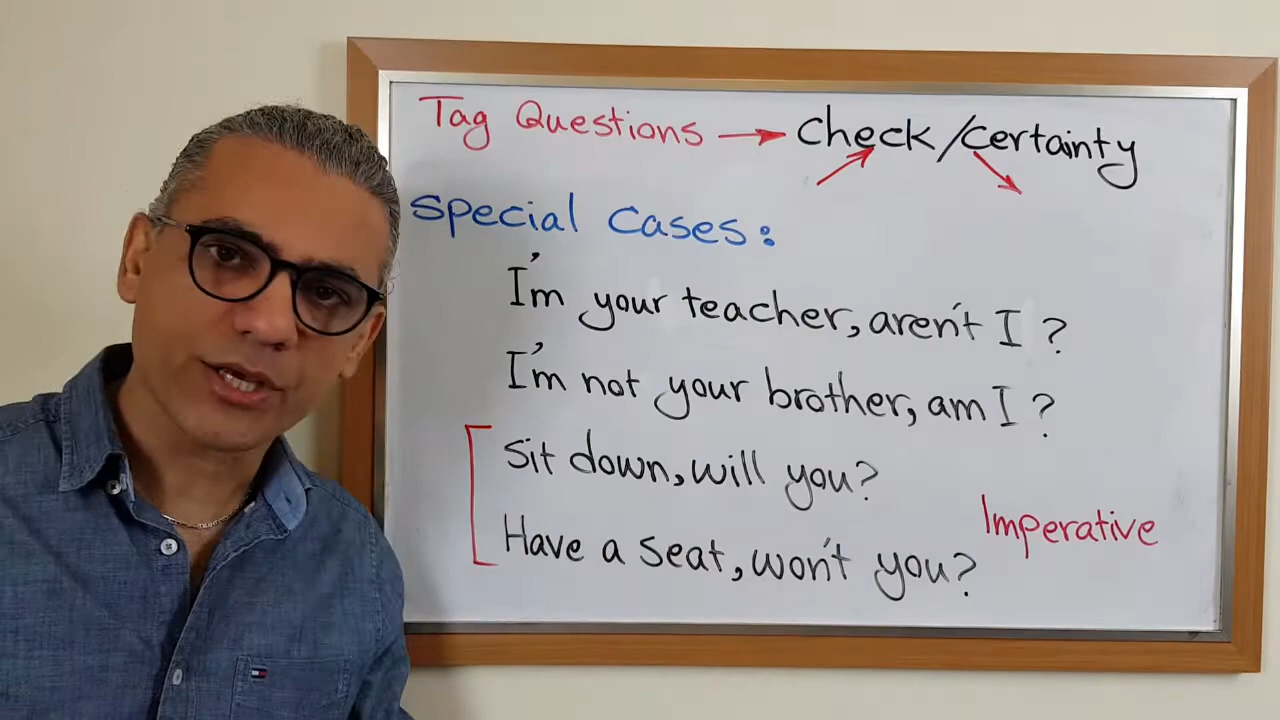 Tag Questions → check/certainty
special cases:
I'm your teacher, aren't I?
I'm not your brother, am I?
Sit down, will you?
Have a seat, won't you?
Imperative